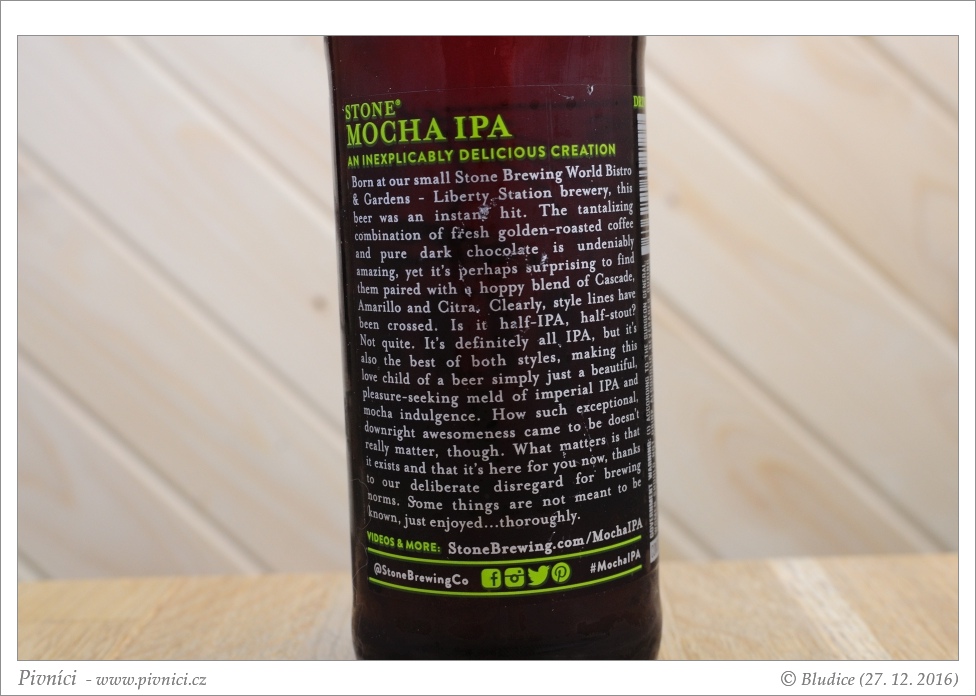 STONE®
MOCHA IPA
AN INEXPLICABLY DELICIOUS CREATION
Born at our small Stone Brewing World Bistro
& Gardens – Liberty Station brewery, this
beer was an instant hit. The tantalizing
combination of fresh golden-roasted coffee
and pure dark chocolate is undeniably
amazing, yet it's perhaps surprising to find
them paired with a hoppy blend of Cascade,
Amarillo and Citra. Clearly, style lines have
been crossed. Is it half-IPA, half-stout?
Not quite. It's definitely all IPA, but it's
also the best of both styles, making this
love child of a beer simply just a beautiful,
pleasure-seeking meld of imperial IPA and
mocha indulgence. How such exceptional,
downright awesomeness came to be doesn't
really matter, though. What matters is that
it exists and that it's here for you now, thanks
to our deliberate disregard for brewing
norms. Some things are not meant to be
known, just enjoyed...thoroughly.
VIDEOS & MORE: StoneBrewing.com/MochaIPA
@StoneBrewingCo #MochaIPA
Pivníci - www.pivnici.cz
© Bludice (27. 12. 2016)